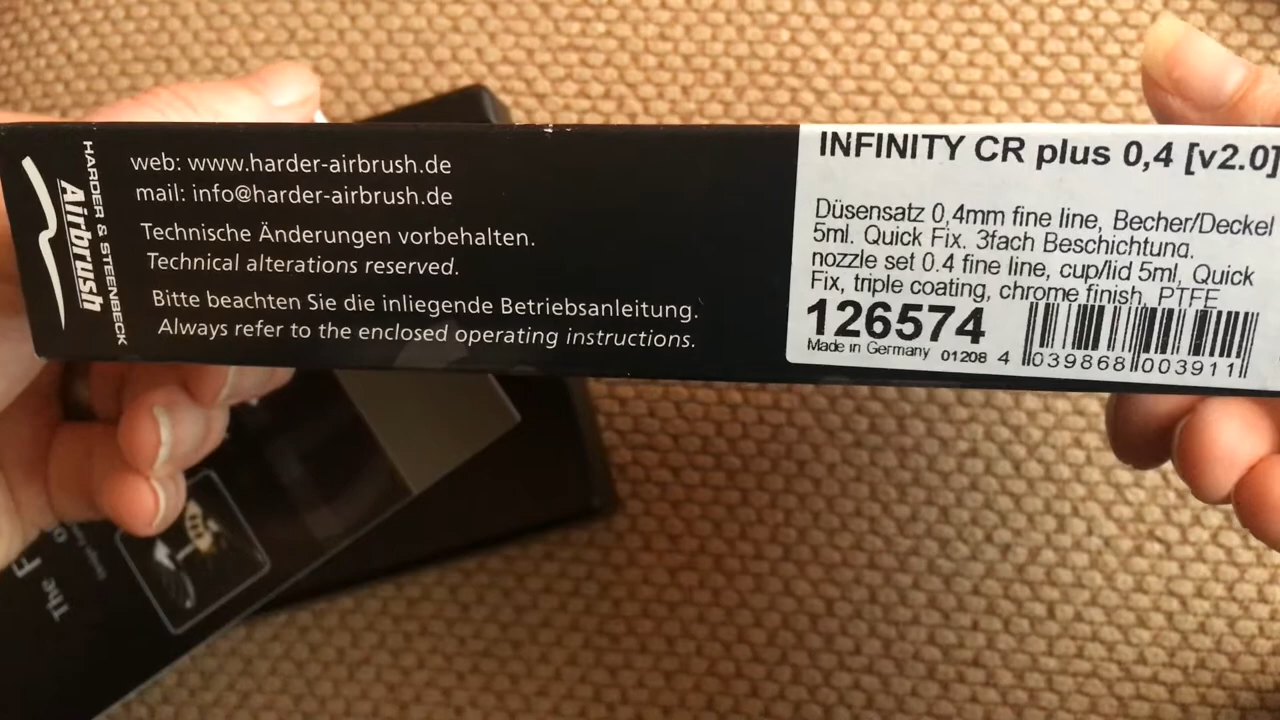 HARDER & STEENBECK
Airbrush
web: www.harder-airbrush.de
mail: info@harder-airbrush.de
Technische Änderungen vorbehalten.
Technical alterations reserved.
Bitte beachten Sie die inliegende Betriebsanleitung.
Always refer to the enclosed operating instructions.
INFINITY CR plus 0,4 [v2.0]
Düsensatz 0,4mm fine line, Becher/Deckel
5ml. Quick Fix. 3fach Beschichtung.
nozzle set 0.4 fine line, cup/lid 5ml, Quick
Fix, triple coating, chrome finish, PTFE
126574
Made in Germany 01208
4 039868 003911
The F